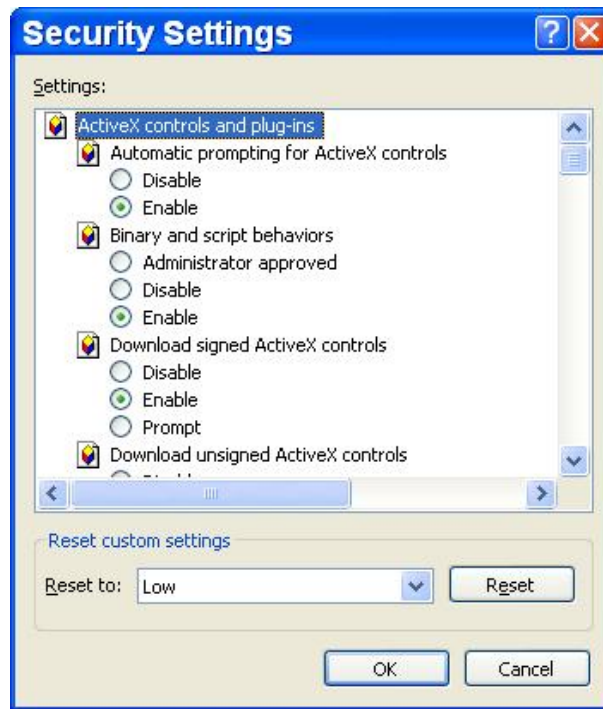 Security Settings
Settings:
ActiveX controls and plug-ins
Automatic prompting for ActiveX controls
Disable
Enable
Binary and script behaviors
Administrator approved
Disable
Enable
Download signed ActiveX controls
Disable
Enable
Prompt
Download unsigned ActiveX controls
Reset custom settings
Reset to: Low Reset
OK Cancel